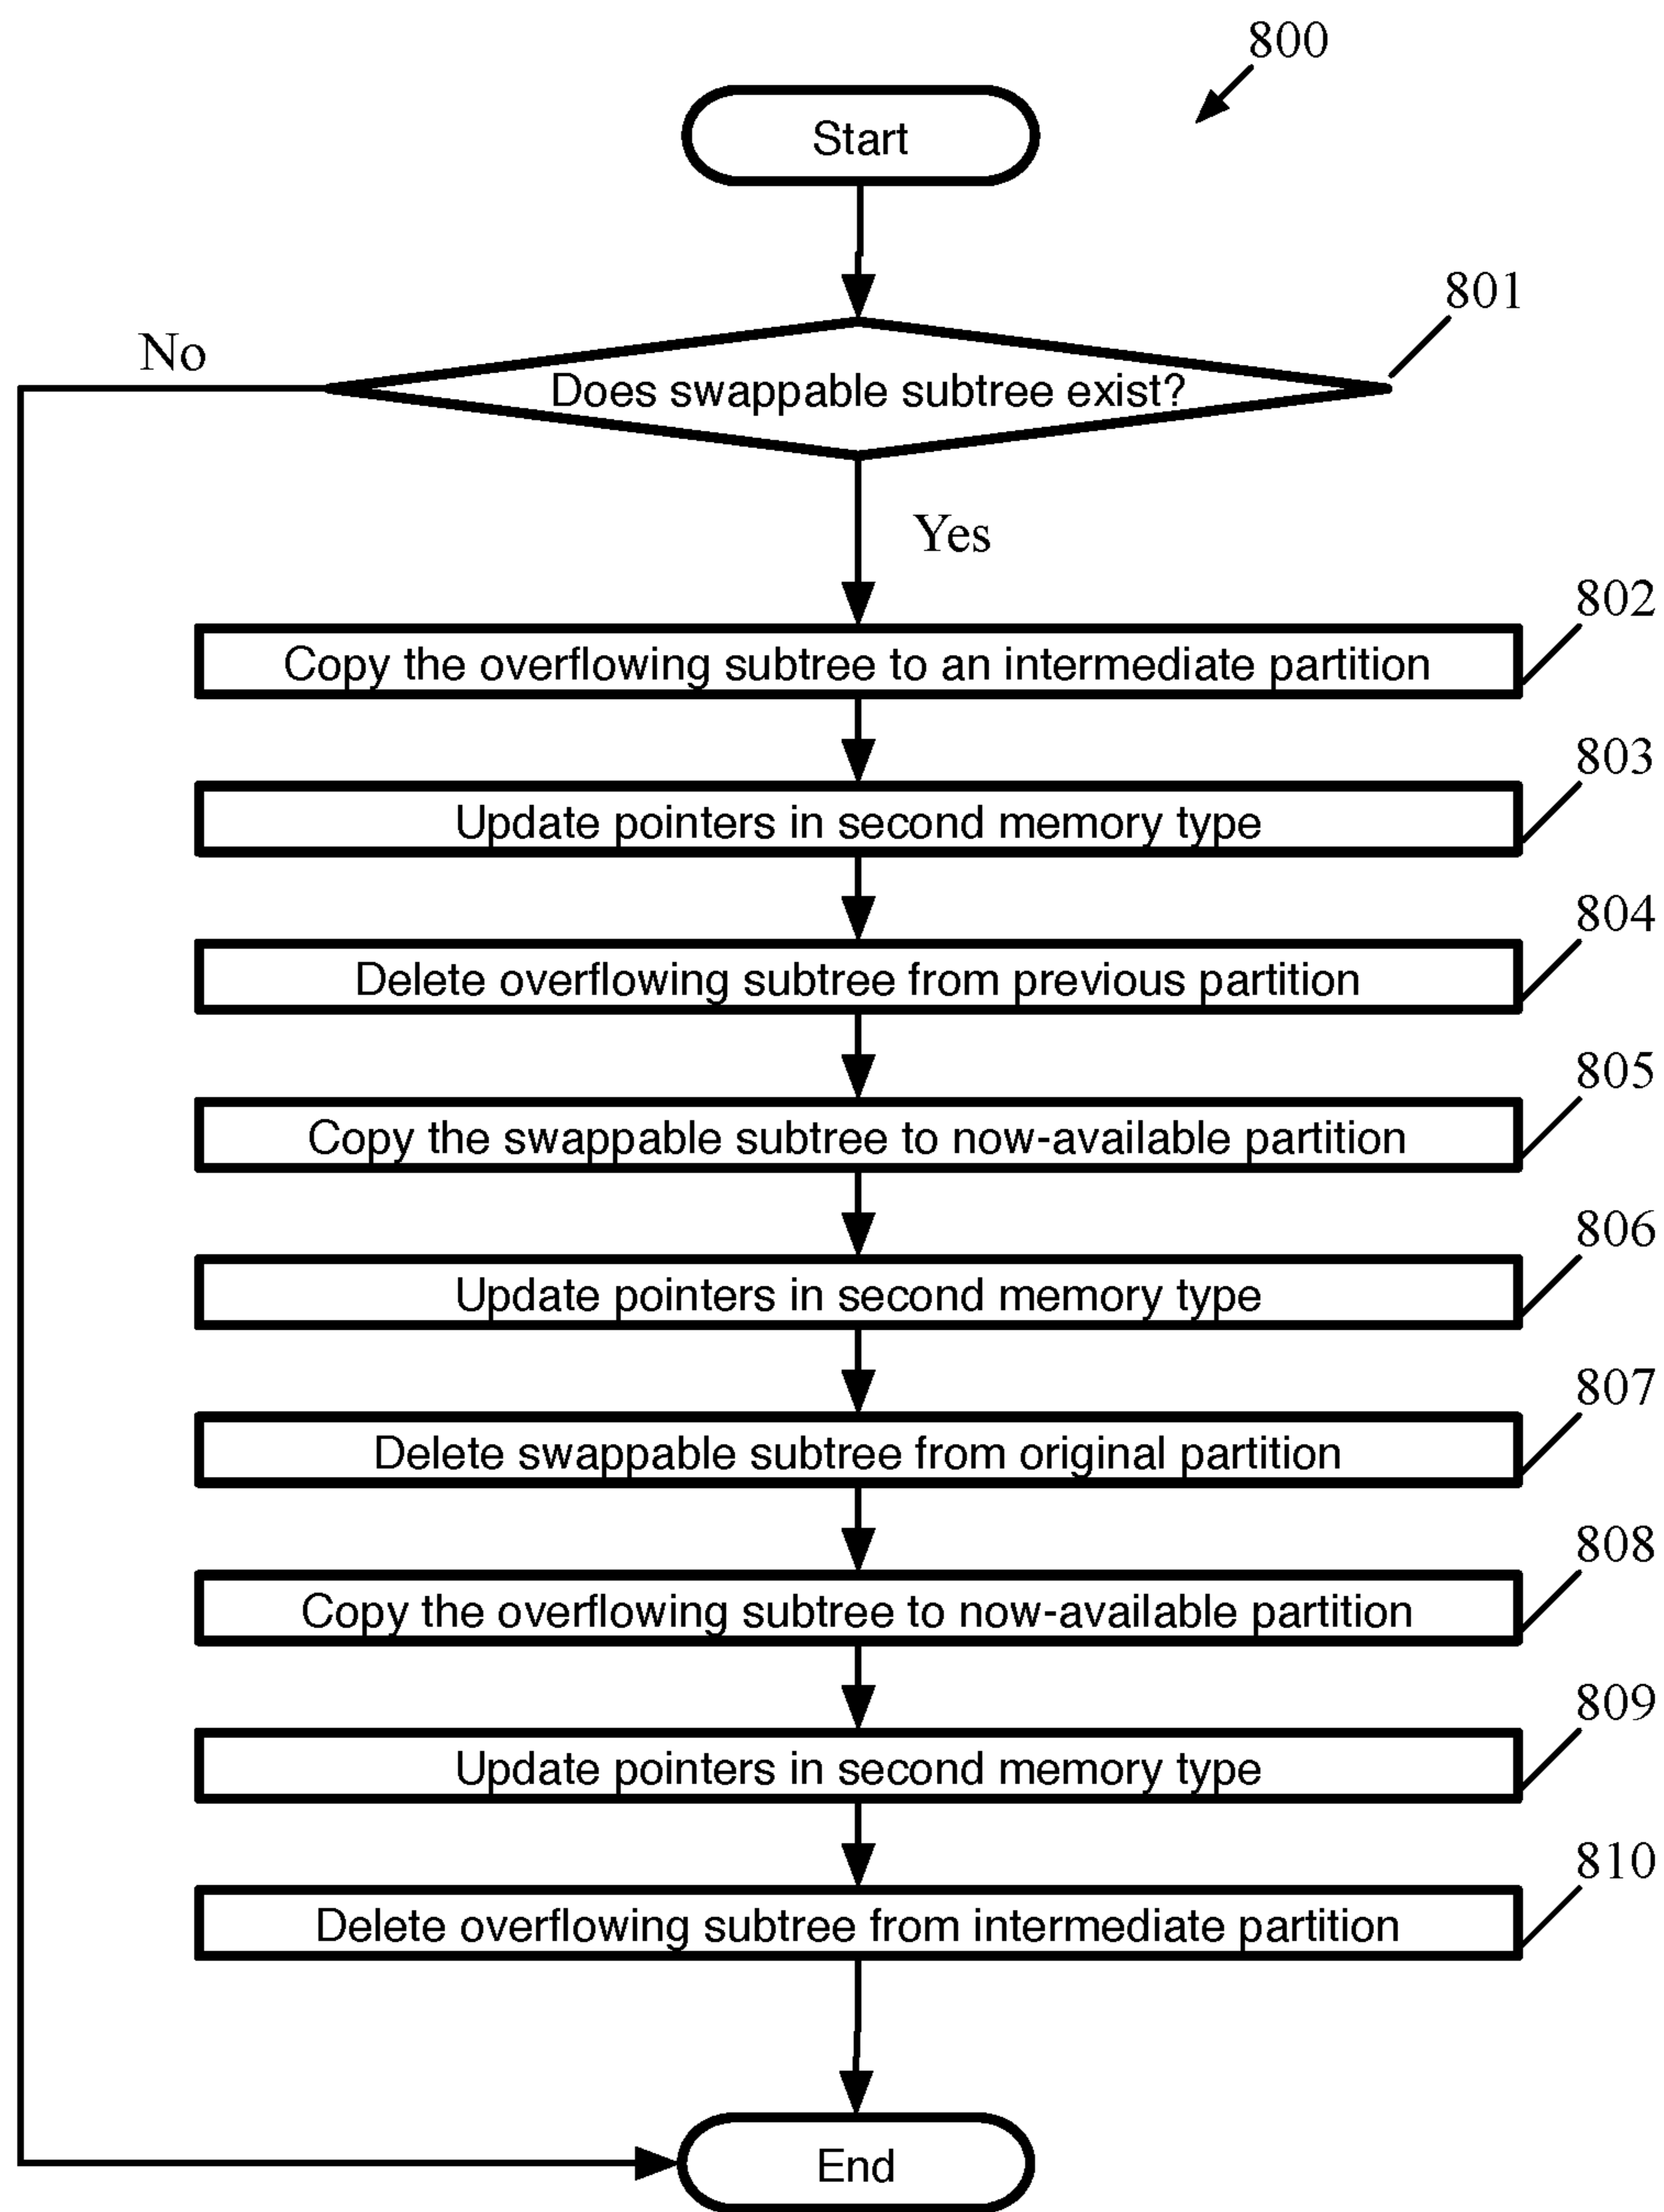 800
Start
801
No
Does swappable subtree exist?
Yes
802
Copy the overflowing subtree to an intermediate partition
803
Update pointers in second memory type
804
Delete overflowing subtree from previous partition
805
Copy the swappable subtree to now-available partition
806
Update pointers in second memory type
807
Delete swappable subtree from original partition
808
Copy the overflowing subtree to now-available partition
809
Update pointers in second memory type
810
Delete overflowing subtree from intermediate partition
End